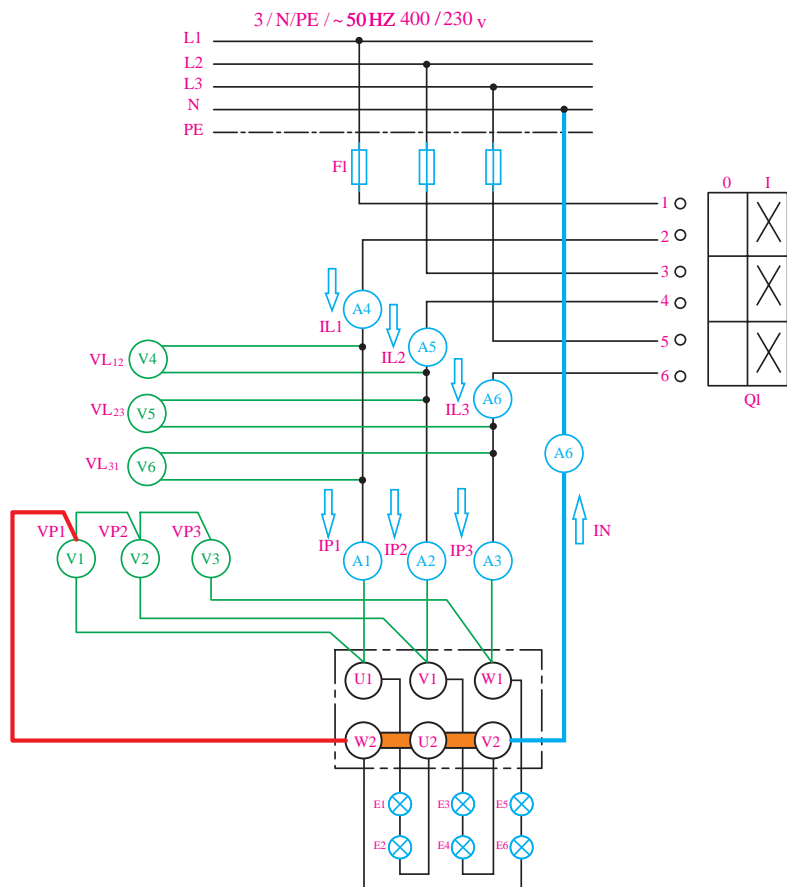 3 / N/PE / ~ 50 HZ 400 / 230 v
L1
L2
L3
N
PE
F1
0 I
1
2
3
4
5
6
Q1
A4
IL1
A5
IL2
A6
IL3
VL12 V4
VL23 V5
VL31 V6
A6
IN
VP1 VP2 VP3
V1 V2 V3
IP1 IP2 IP3
A1 A2 A3
U1 V1 W1
W2 U2 V2
E1 E3 E5
E2 E4 E6